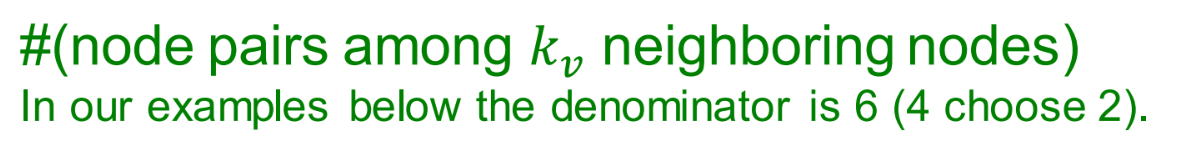 #(node pairs among kᵥ neighboring nodes)
In our examples below the denominator is 6 (4 choose 2).